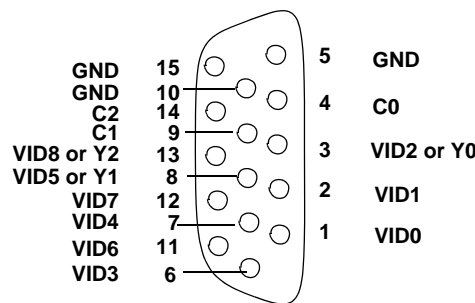 GND 15
GND 10
C2 14
C1 9
VID8 or Y2 13
VID5 or Y1 8
VID7 12
VID4 7
VID6 11
VID3 6
5 GND
4 C0
3 VID2 or Y0
2 VID1
1 VID0